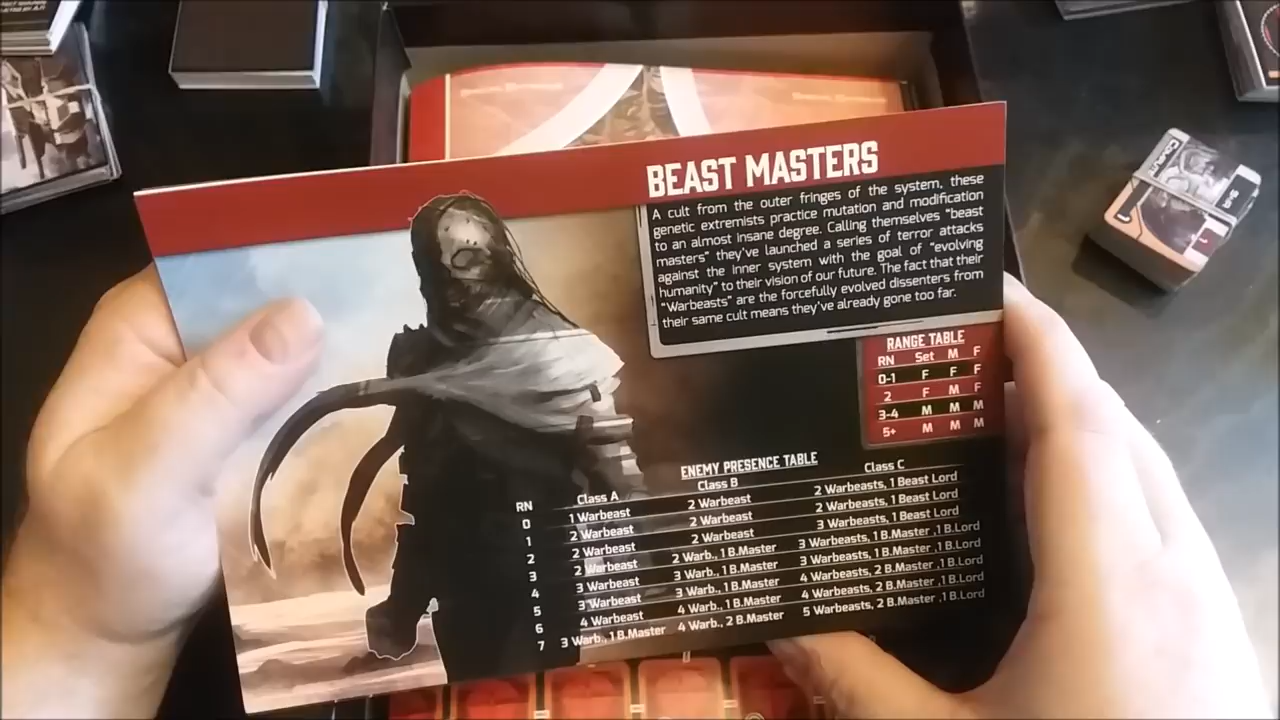 BEAST MASTERS
A cult from the outer fringes of the system, these
genetic extremists practice mutation and modification
to an almost insane degree. Calling themselves "beast
masters" they've launched a series of terror attacks
against the inner system with the goal of "evolving
humanity" to their vision of our future. The fact that their
"Warbeasts" are the forcefully evolved dissenters from
their same cult means they've already gone too far.
RANGE TABLE
RN Set M F
0-1 F F F
2 F M F
3-4 M M M
5+ M M M
ENEMY PRESENCE TABLE
RN Class A Class B Class C
0 1 Warbeast 2 Warbeast 2 Warbeasts, 1 Beast Lord
1 2 Warbeast 2 Warbeast 2 Warbeasts, 1 Beast Lord
2 2 Warbeast 2 Warbeast 3 Warbeasts, 1 Beast Lord
3 2 Warbeast 2 Warb., 1 B.Master 3 Warbeasts, 1 B.Master ,1 B.Lord
4 3 Warbeast 3 Warb., 1 B.Master 3 Warbeasts, 1 B.Master ,1 B.Lord
5 3 Warbeast 3 Warb., 1 B.Master 4 Warbeasts, 2 B.Master ,1 B.Lord
6 4 Warbeast 4 Warb., 1 B.Master 4 Warbeasts, 2 B.Master ,1 B.Lord
7 3 Warb., 1 B.Master 4 Warb., 2 B.Master 5 Warbeasts, 2 B.Master ,1 B.Lord